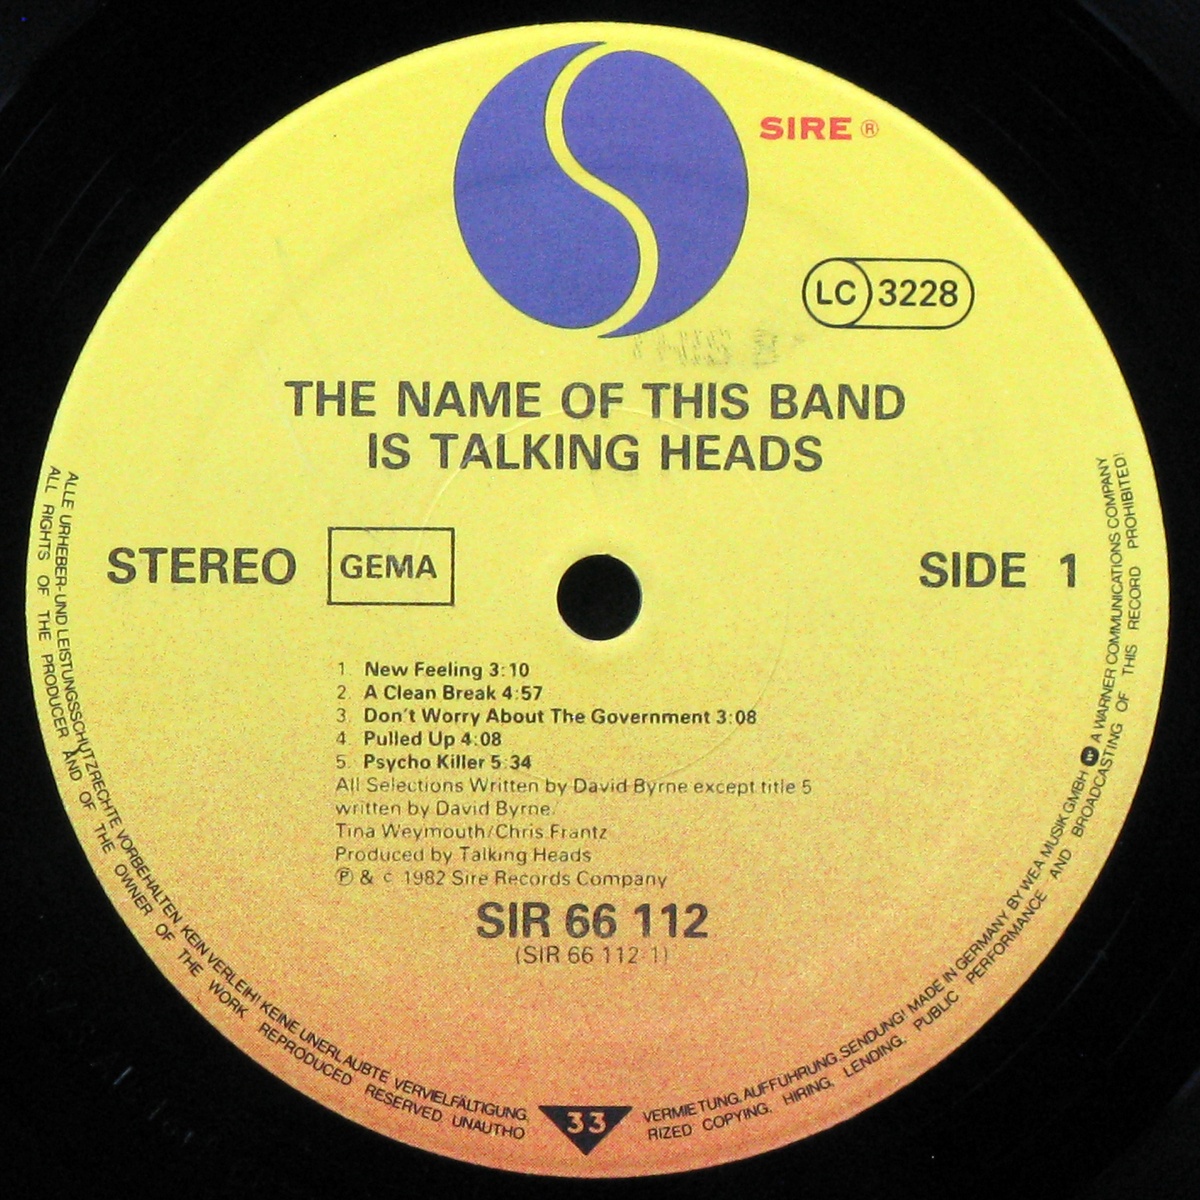 SIRE ®
LC 3228
THE NAME OF THIS BAND
IS TALKING HEADS
STEREO GEMA SIDE 1
1. New Feeling 3:10
2. A Clean Break 4:57
3. Don't Worry About The Government 3:08
4. Pulled Up 4:08
5. Psycho Killer 5:34
All Selections Written by David Byrne except title 5
written by David Byrne/
Tina Weymouth/Chris Frantz
Produced by Talking Heads
Ⓟ & c 1982 Sire Records Company
SIR 66 112
(SIR 66 112-1)
33
ALLE URHEBER- UND LEISTUNGSSCHUTZRECHTE VORBEHALTEN KEIN VERLEIH! KEINE UNERLAUBTE VERVIELFÄLTIGUNG, VERMIETUNG, AUFFÜHRUNG, SENDUNG! MADE IN GERMANY BY WEA MUSIK GMBH A WARNER COMMUNICATIONS COMPANY
ALL RIGHTS OF THE PRODUCER AND OF THE OWNER OF THE WORK REPRODUCED RESERVED UNAUTHORIZED COPYING, HIRING, LENDING, PUBLIC PERFORMANCE AND BROADCASTING OF THIS RECORD PROHIBITED!